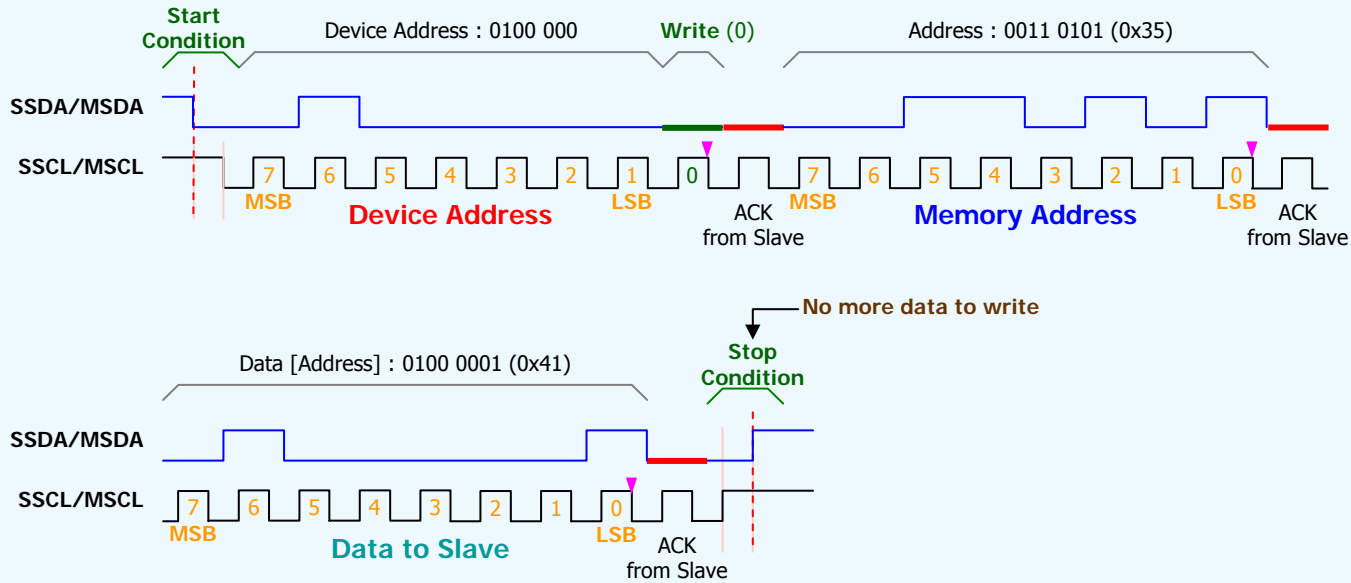 Start
Condition
Device Address : 0100 000
Write (0)
Address : 0011 0101 (0x35)
SSDA/MSDA
SSCL/MSCL
7 6 5 4 3 2 1 0 7 6 5 4 3 2 1 0
MSB
Device Address
LSB
ACK
from Slave
MSB
Memory Address
LSB
ACK
from Slave
No more data to write
Data [Address] : 0100 0001 (0x41)
Stop
Condition
SSDA/MSDA
SSCL/MSCL
7 6 5 4 3 2 1 0
MSB
Data to Slave
LSB
ACK
from Slave